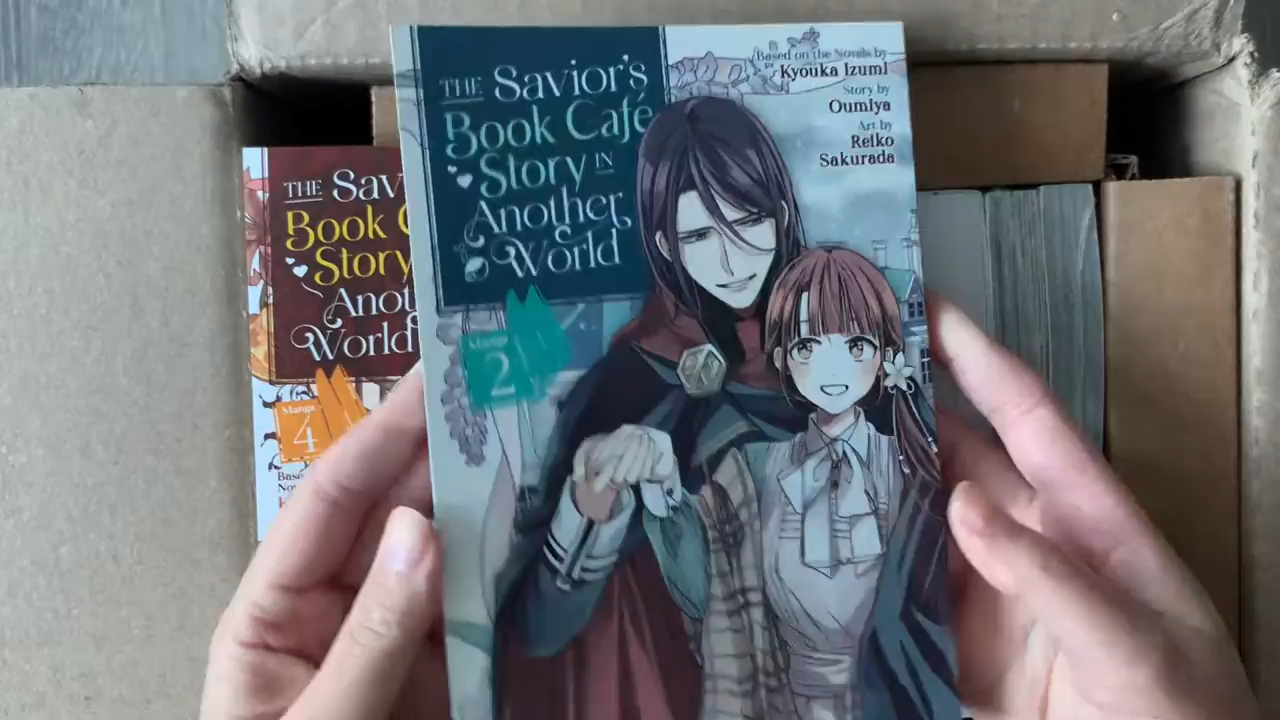 THE Savior's
Book Café
Story IN
Another
World
Manga
2
Based on the Novels by
Kyouka Izumi
Story by
Oumiya
Art by
Reiko
Sakurada
THE Sav
Book C
Story
Anot
World
Manga
4